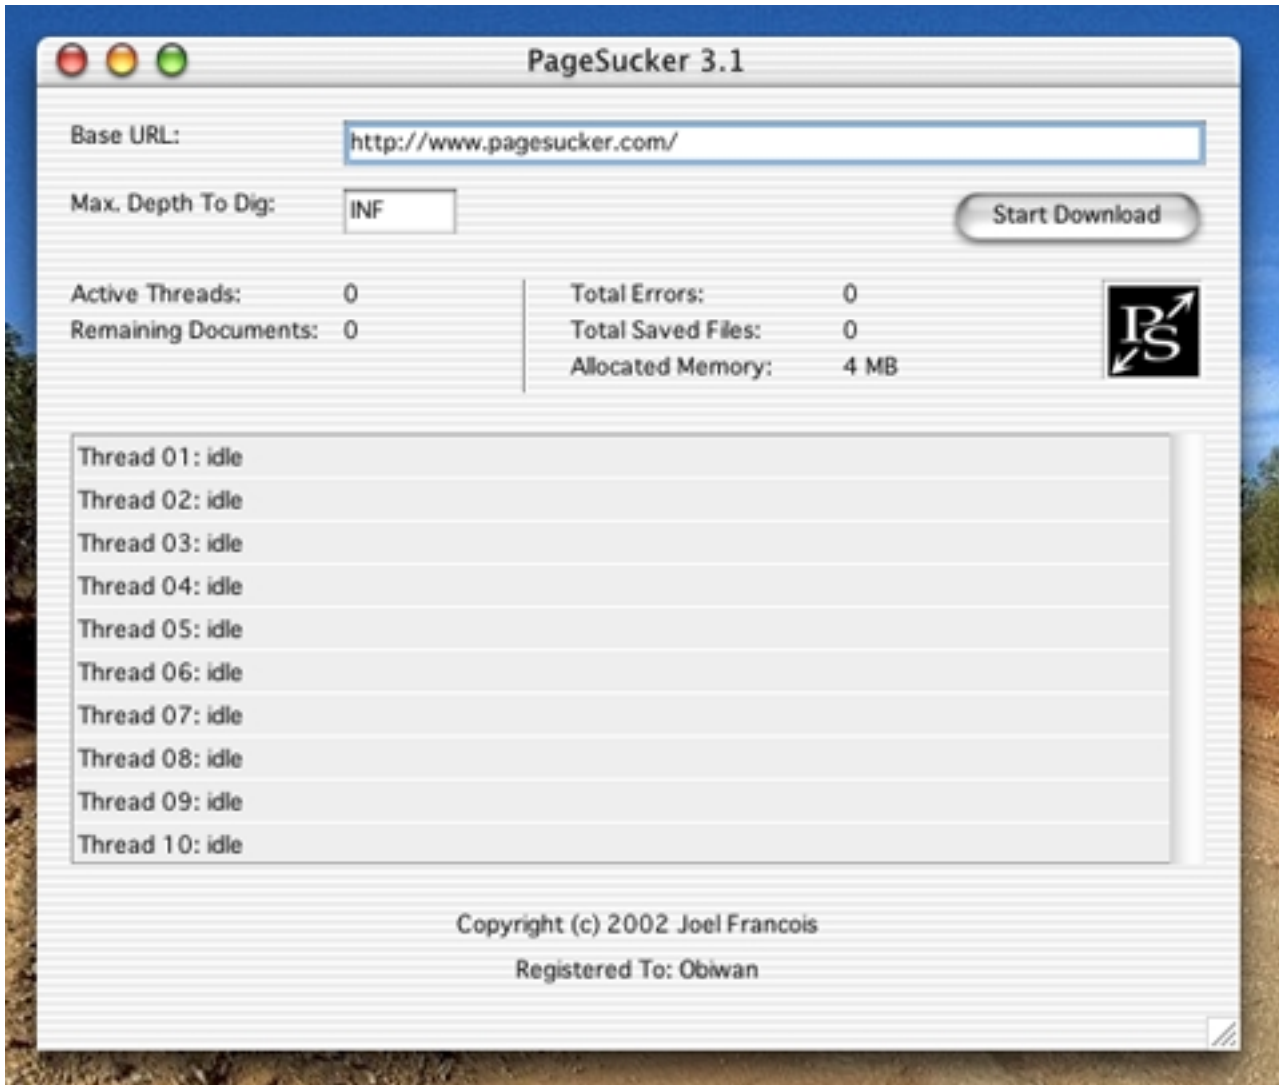 PageSucker 3.1
Base URL: http://www.pagesucker.com/
Max. Depth To Dig: INF
Start Download
Active Threads: 0
Remaining Documents: 0
Total Errors: 0
Total Saved Files: 0
Allocated Memory: 4 MB
PS
Thread 01: idle
Thread 02: idle
Thread 03: idle
Thread 04: idle
Thread 05: idle
Thread 06: idle
Thread 07: idle
Thread 08: idle
Thread 09: idle
Thread 10: idle
Copyright (c) 2002 Joel Francois
Registered To: Obiwan